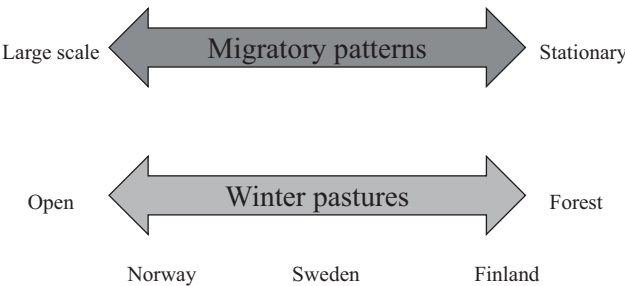 Large scale Migratory patterns Stationary
Open Winter pastures Forest
Norway Sweden Finland